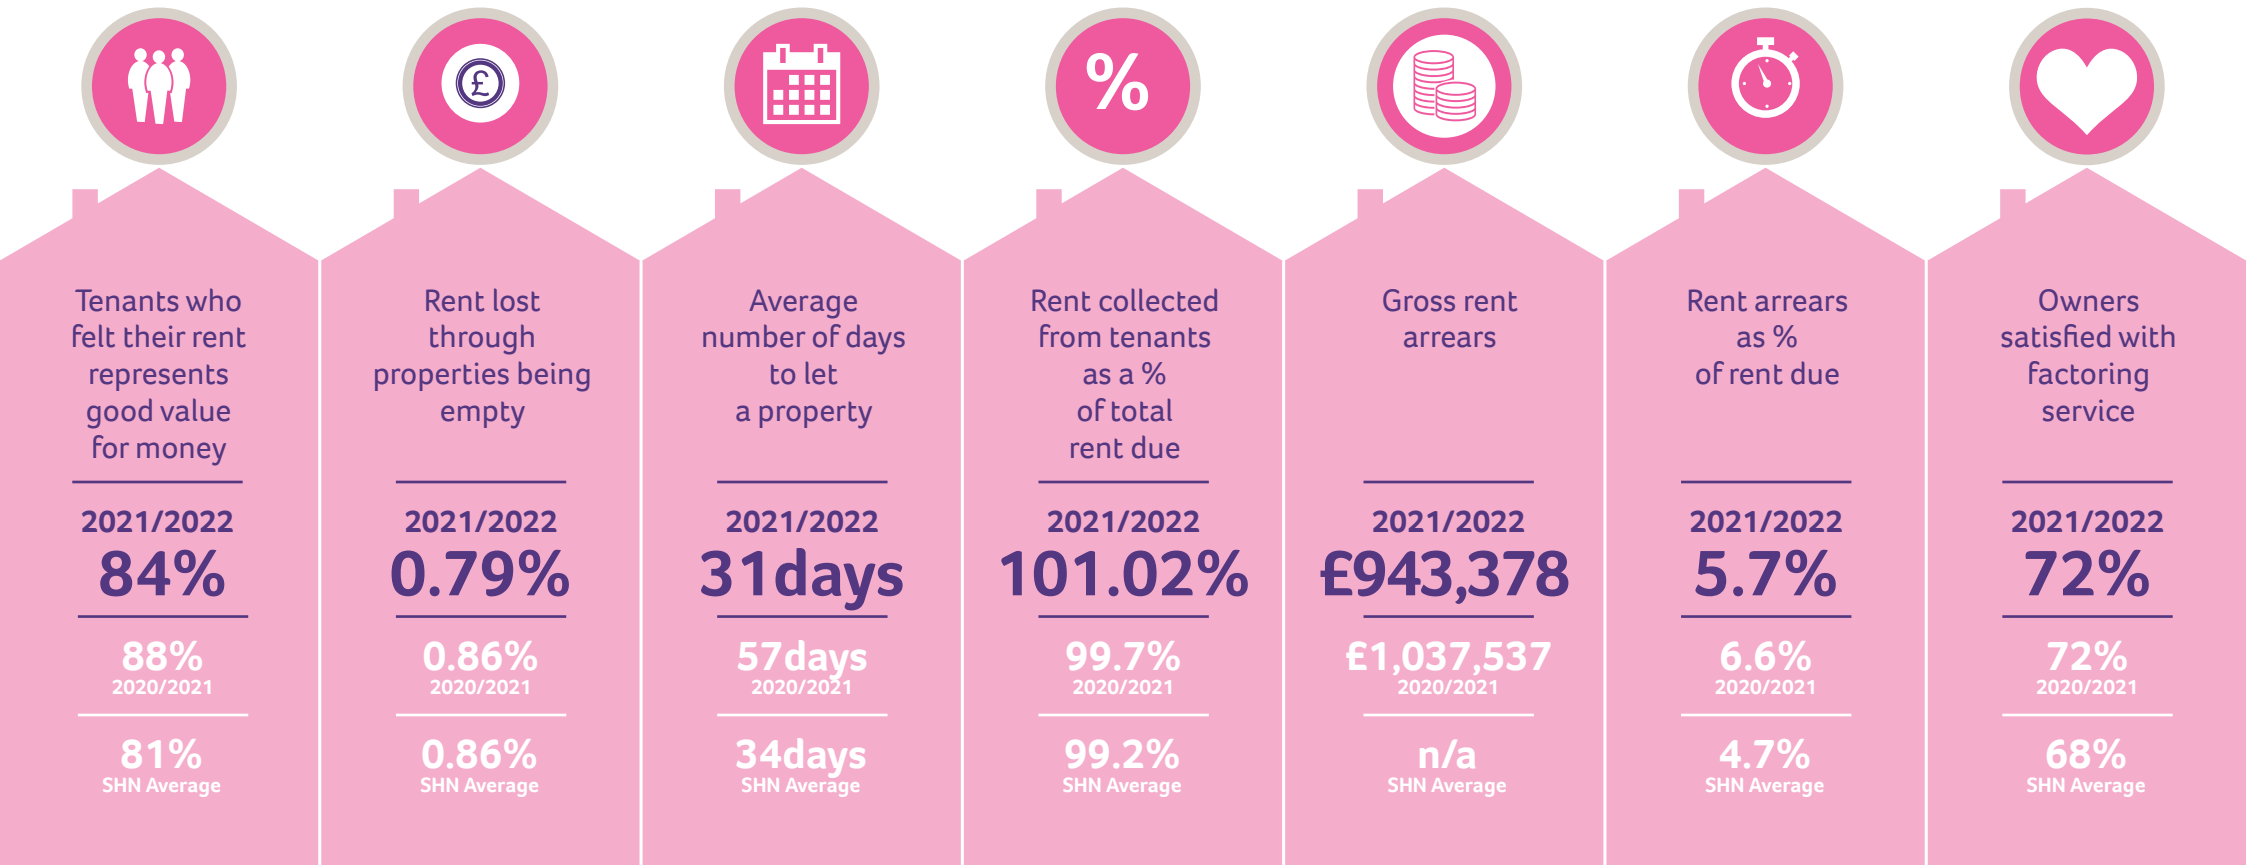 %
£
Tenants who
felt their rent
represents
good value
for money
2021/2022
84%
88%
2020/2021
81%
SHN Average
Rent lost
through
properties being
empty
2021/2022
0.79%
0.86%
2020/2021
0.86%
SHN Average
Average
number of days
to let
a property
2021/2022
31days
57days
2020/2021
34days
SHN Average
Rent collected
from tenants
as a %
of total
rent due
2021/2022
101.02%
99.7%
2020/2021
99.2%
SHN Average
Gross rent
arrears
2021/2022
£943,378
£1,037,537
2020/2021
n/a
SHN Average
Rent arrears
as %
of rent due
2021/2022
5.7%
6.6%
2020/2021
4.7%
SHN Average
Owners
satisfied with
factoring
service
2021/2022
72%
72%
2020/2021
68%
SHN Average